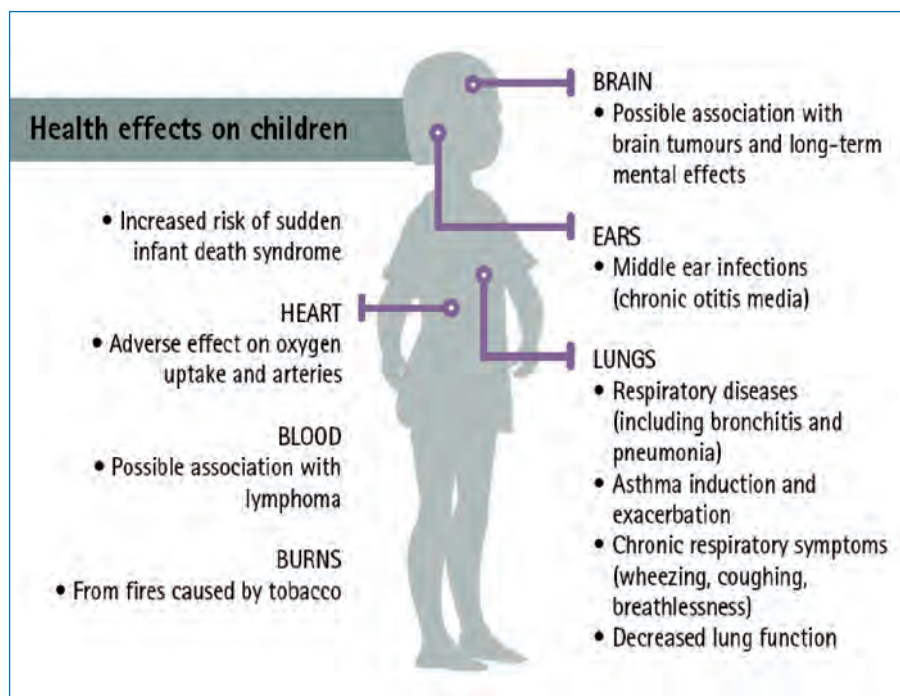 Health effects on children
• Increased risk of sudden
infant death syndrome
HEART
• Adverse effect on oxygen
uptake and arteries
BLOOD
• Possible association with
lymphoma
BURNS
• From fires caused by tobacco
BRAIN
• Possible association with
brain tumours and long-term
mental effects
EARS
• Middle ear infections
(chronic otitis media)
LUNGS
• Respiratory diseases
(including bronchitis and
pneumonia)
• Asthma induction and
exacerbation
• Chronic respiratory symptoms
(wheezing, coughing,
breathlessness)
• Decreased lung function